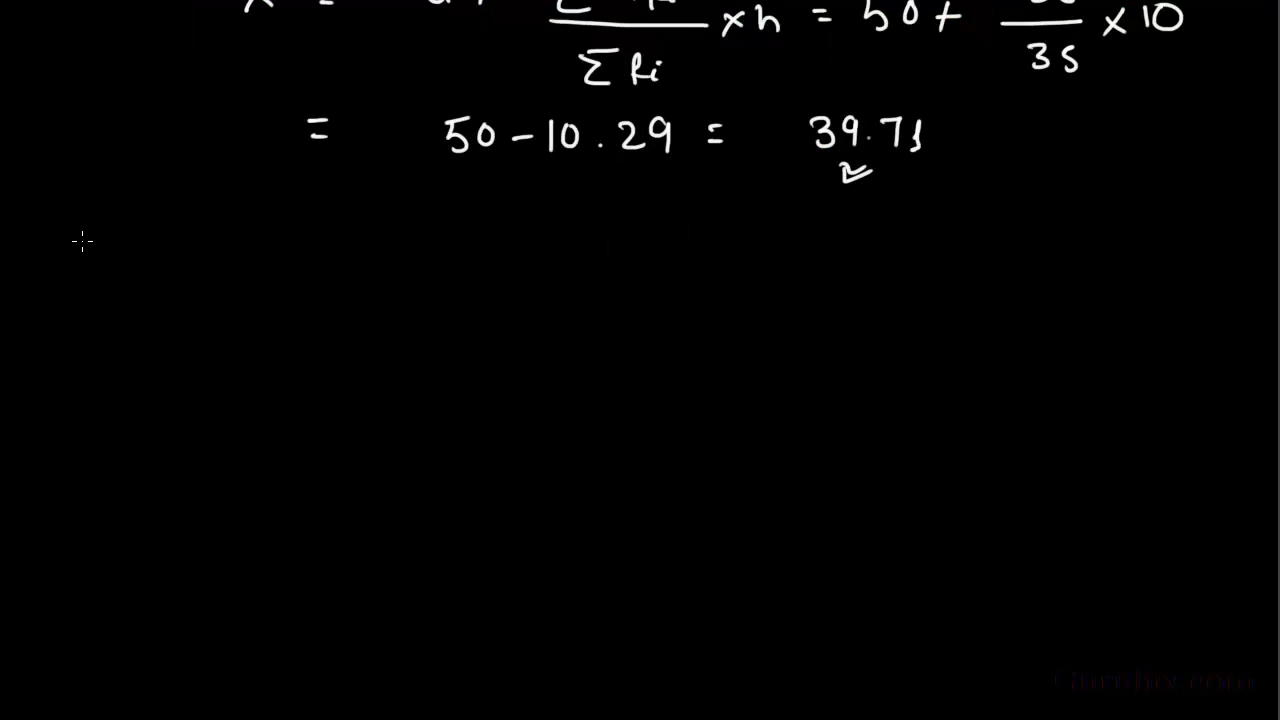 × h = 50 + ── × 10
Σ fi 35
= 50 - 10 . 29 = 39.71